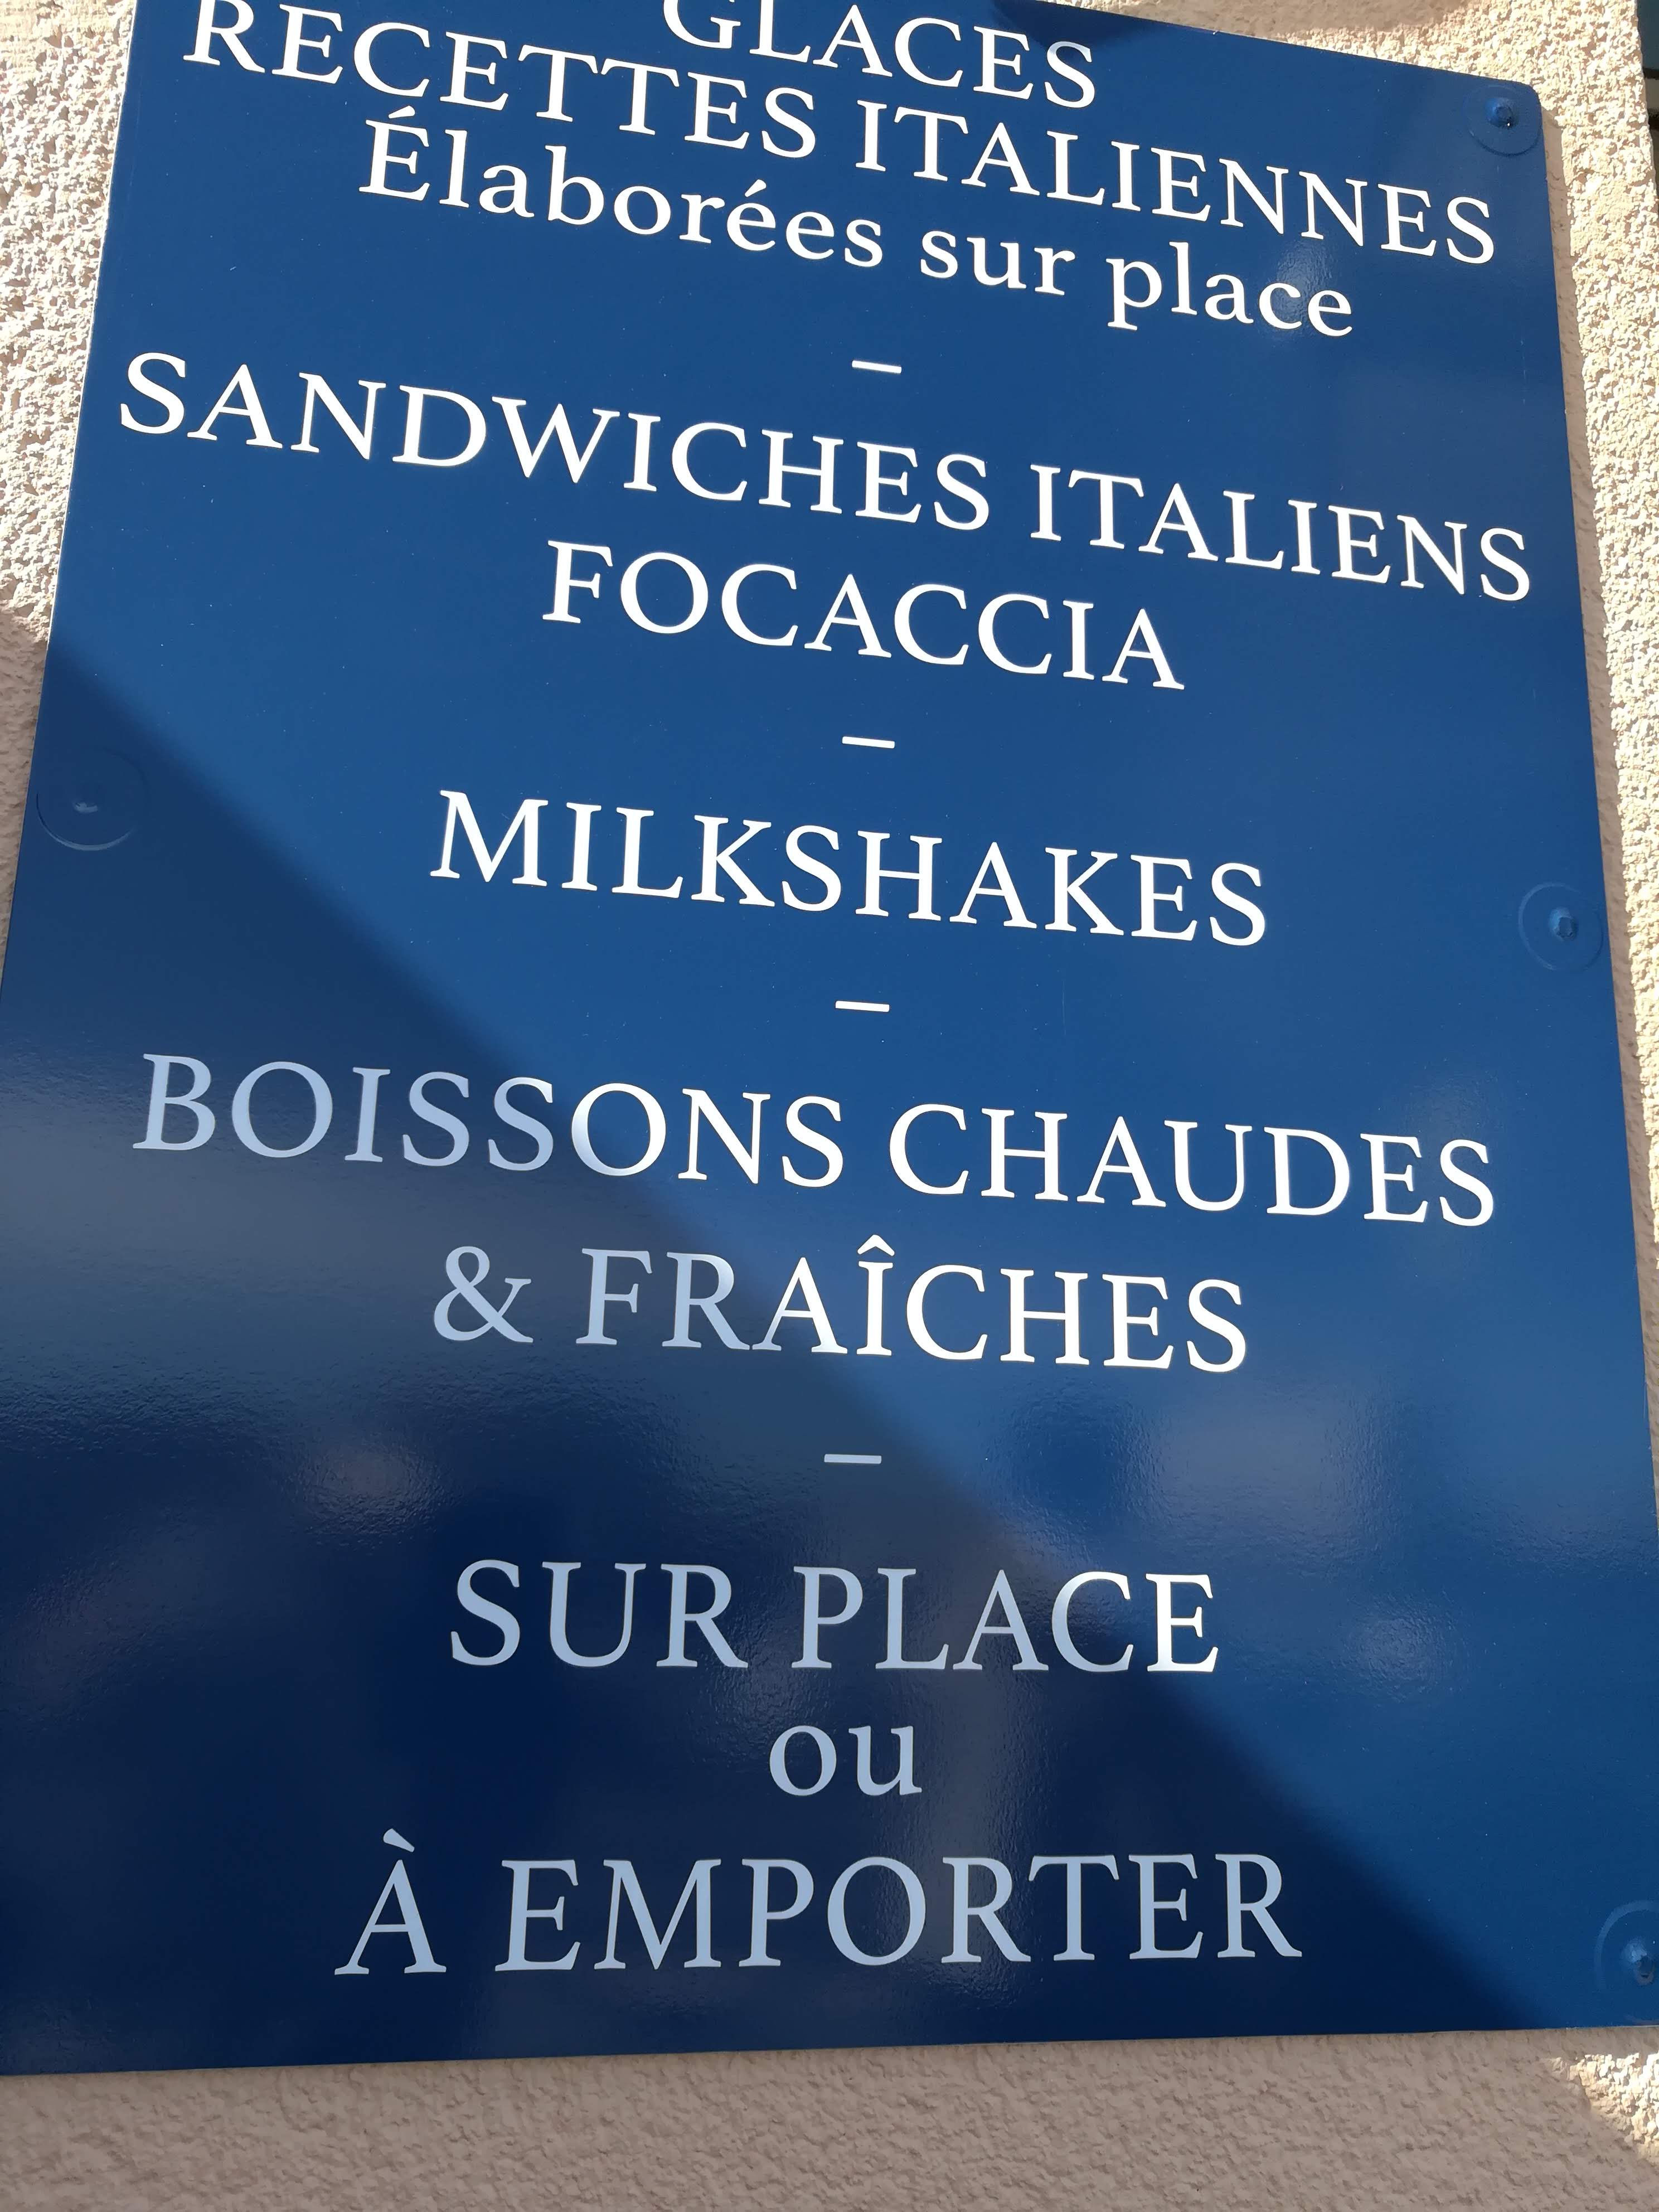 GLACES
RECETTES ITALIENNES
Élaborées sur place
–
SANDWICHES ITALIENS
FOCACCIA
–
MILKSHAKES
–
BOISSONS CHAUDES
& FRAÎCHES
–
SUR PLACE
ou
À EMPORTER